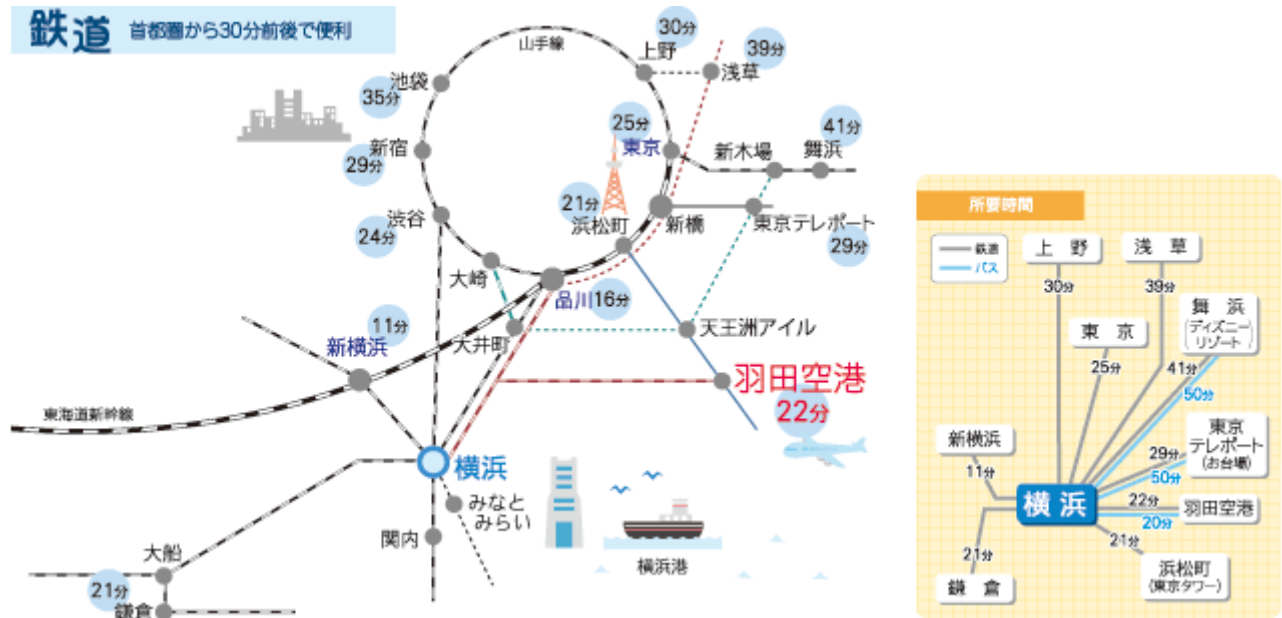 鉄道 首都圏から30分前後で便利
山手線
上野
30分
浅草
39分
池袋
35分
新宿
29分
渋谷
24分
大崎
品川16分
大井町
25分
東京
21分
浜松町
新橋
新木場
舞浜
41分
東京テレポート
29分
天王洲アイル
羽田空港
22分
11分
新横浜
東海道新幹線
横浜
みなと
みらい
関内
大船
21分
鎌倉
横浜港
所要時間
鉄道
バス
上野
30分
浅草
39分
東京
25分
舞浜
(ディズニー
リゾート)
41分
50分
新横浜
11分
東京
テレポート
(お台場)
29分
50分
横浜
22分
20分
羽田空港
21分
鎌倉
21分
浜松町
(東京タワー)